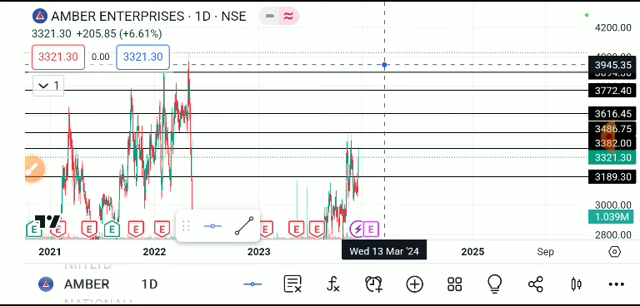 AMBER ENTERPRISES · 1D · NSE
3321.30 +205.85 (+6.61%)
3321.30 0.00 3321.30
1
4200.00
3945.35
3772.40
3616.45
3486.75
3382.00
3321.30
3189.30
3000.00
1.039M
2800.00
E E E E E E E E E E
2021 2022 2023 Wed 13 Mar '24 2025 Sep
AMBER 1D